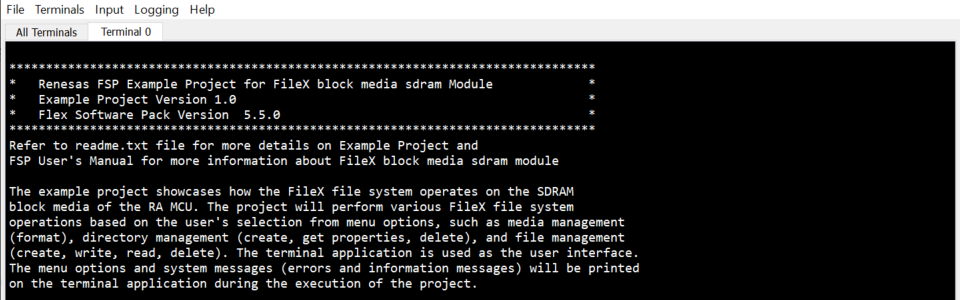 File Terminals Input Logging Help
All Terminals Terminal 0
********************************************************************************
* Renesas FSP Example Project for FileX block media sdram Module *
* Example Project Version 1.0 *
* Flex Software Pack Version 5.5.0 *
********************************************************************************
Refer to readme.txt file for more details on Example Project and
FSP User's Manual for more information about FileX block media sdram module
The example project showcases how the FileX file system operates on the SDRAM
block media of the RA MCU. The project will perform various FileX file system
operations based on the user's selection from menu options, such as media management
(format), directory management (create, get properties, delete), and file management
(create, write, read, delete). The terminal application is used as the user interface.
The menu options and system messages (errors and information messages) will be printed
on the terminal application during the execution of the project.